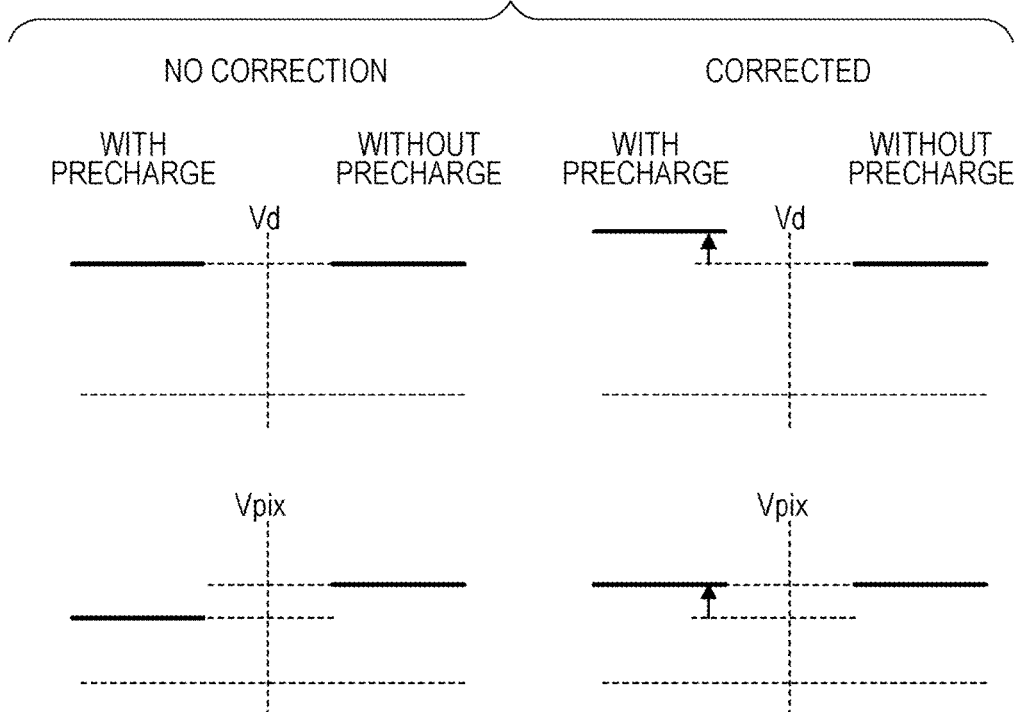 NO CORRECTION
CORRECTED
WITH
PRECHARGE
WITHOUT
PRECHARGE
WITH
PRECHARGE
WITHOUT
PRECHARGE
Vd
Vd
Vpix
Vpix